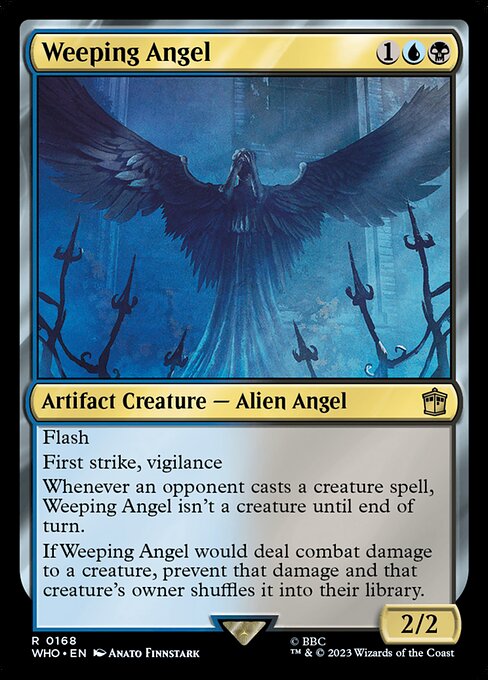 Weeping Angel 1
Artifact Creature — Alien Angel
Flash
First strike, vigilance
Whenever an opponent casts a creature spell,
Weeping Angel isn't a creature until end of
turn.
If Weeping Angel would deal combat damage
to a creature, prevent that damage and that
creature's owner shuffles it into their library.
2/2
R 0168
WHO • EN Anato Finnstark
© BBC
™ & © 2023 Wizards of the Coast